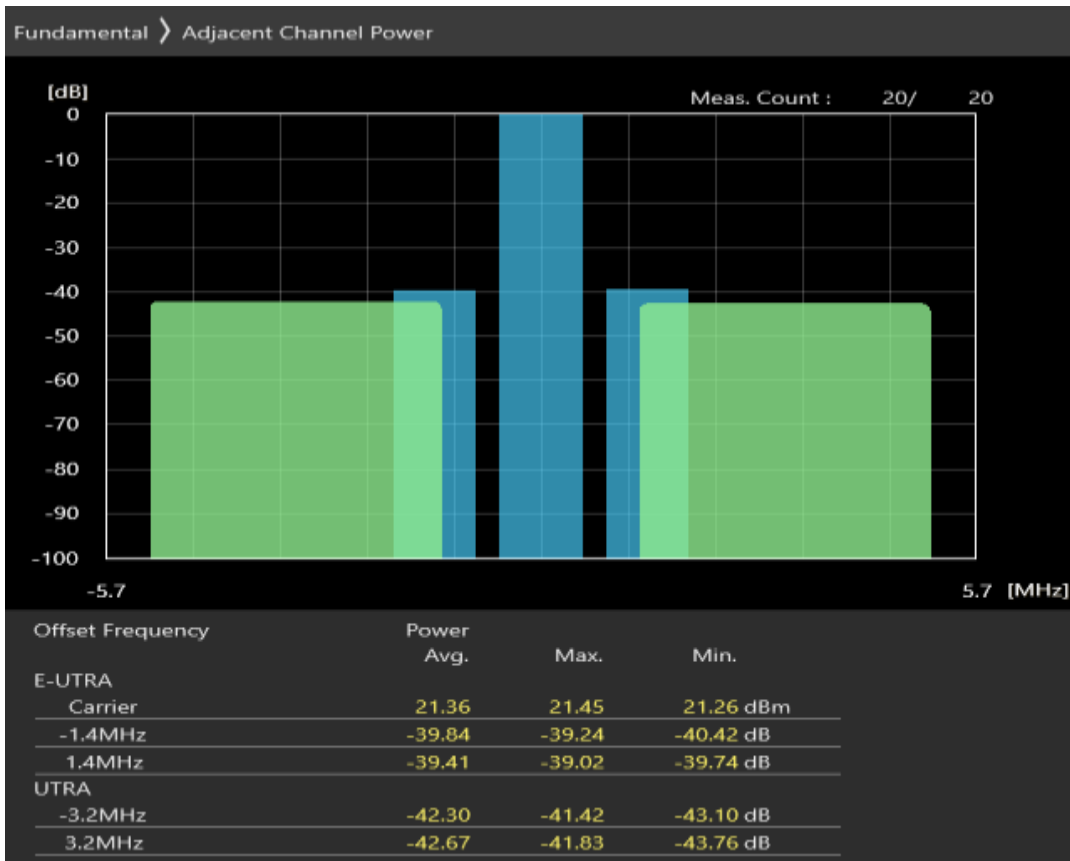 Fundamental 〉 Adjacent Channel Power
[dB]
Meas. Count : 20/ 20
0
-10
-20
-30
-40
-50
-60
-70
-80
-90
-100
-5.7 5.7 [MHz]
Offset Frequency Power
Avg. Max. Min.
E-UTRA
Carrier 21.36 21.45 21.26 dBm
-1.4MHz -39.84 -39.24 -40.42 dB
1.4MHz -39.41 -39.02 -39.74 dB
UTRA
-3.2MHz -42.30 -41.42 -43.10 dB
3.2MHz -42.67 -41.83 -43.76 dB